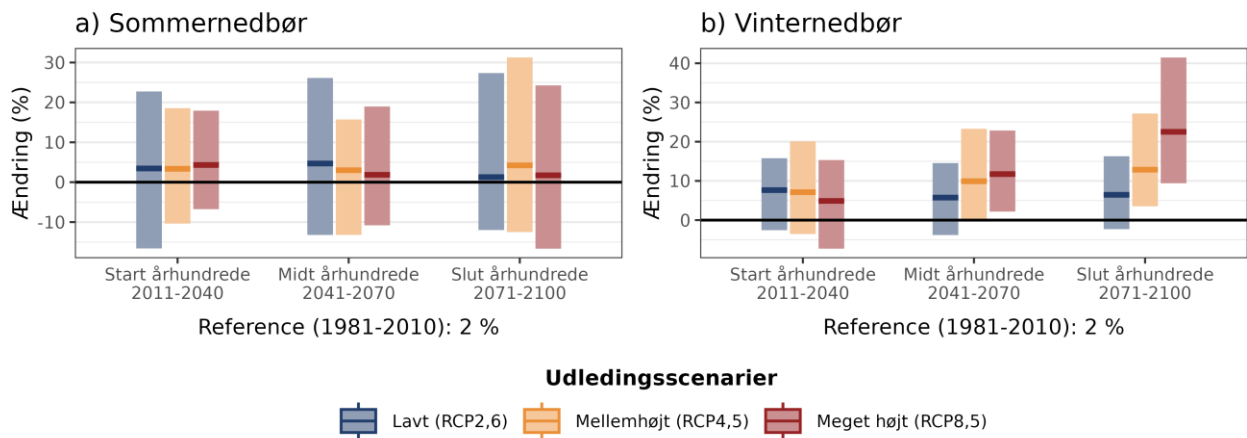 a) Sommernedbør
Ændring (%)
30
20
10
0
-10
Start århundrede
2011-2040
Midt århundrede
2041-2070
Slut århundrede
2071-2100
Reference (1981-2010): 2 %
b) Vinternedbør
Ændring (%)
40
30
20
10
0
Start århundrede
2011-2040
Midt århundrede
2041-2070
Slut århundrede
2071-2100
Reference (1981-2010): 2 %
Udledingsscenarier
Lavt (RCP2,6)
Mellemhøjt (RCP4,5)
Meget højt (RCP8,5)